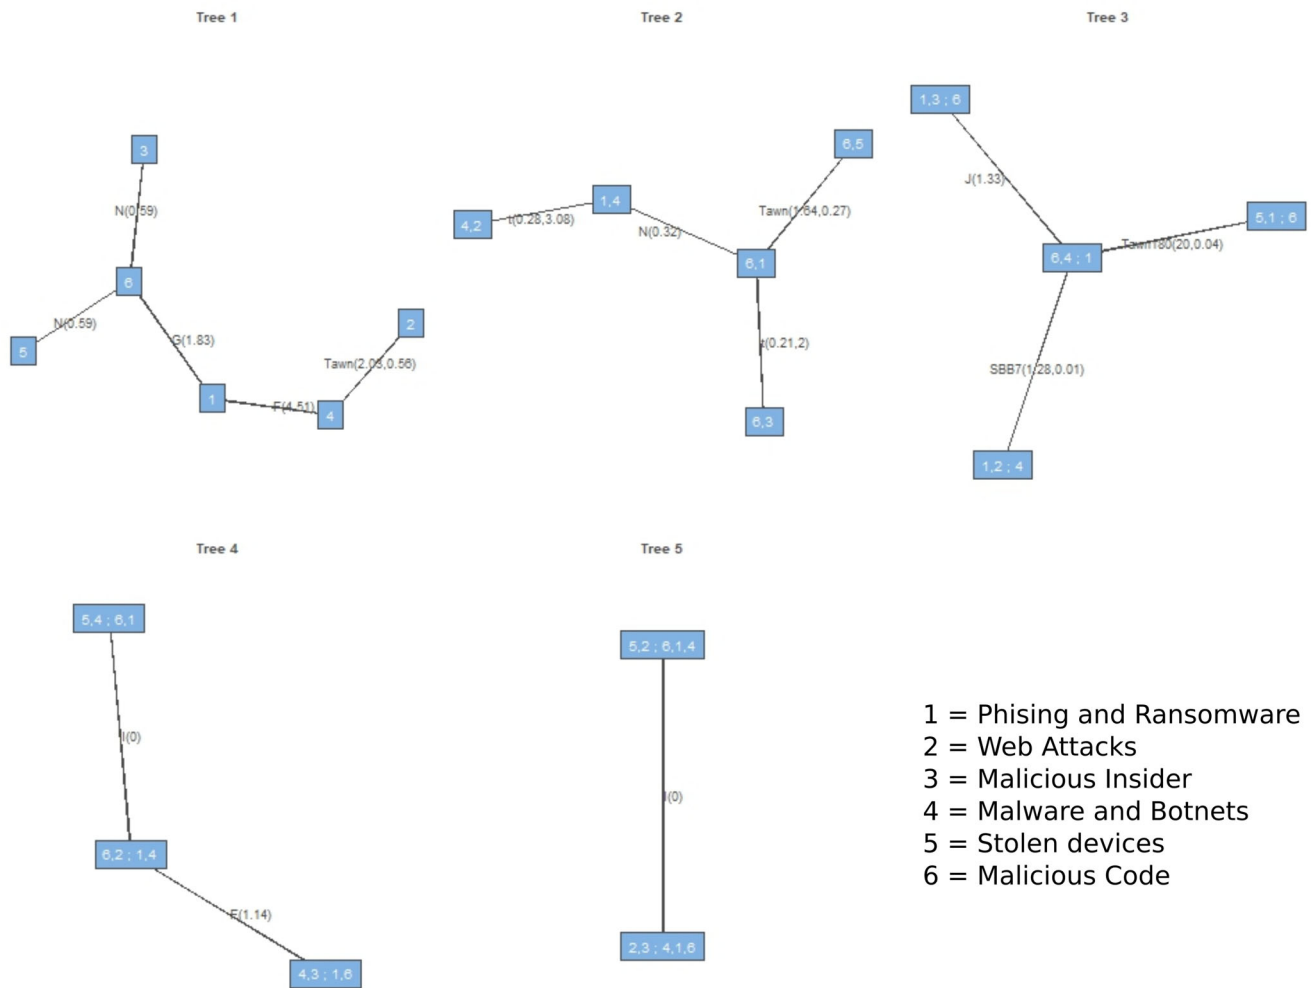 Tree 1
Tree 2
Tree 3
3
N(0.59)
6
N(0.59)
5
G(1.83)
1
F(4.51)
4
Tawn(2.03,0.56)
2
4,2
t(0.28,3.08)
1,4
N(0.32)
6,1
Tawn(1.64,0.27)
6,5
t(0.21,2)
6,3
1,3 ; 6
J(1.33)
6,4 ; 1
Tawn180(20,0.04)
5,1 ; 6
SBB7(1.28,0.01)
1,2 ; 4
Tree 4
Tree 5
5,4 ; 6,1
I(0)
6,2 ; 1,4
F(1.14)
4,3 ; 1,6
5,2 ; 6,1,4
I(0)
2,3 ; 4,1,6
1 = Phising and Ransomware
2 = Web Attacks
3 = Malicious Insider
4 = Malware and Botnets
5 = Stolen devices
6 = Malicious Code